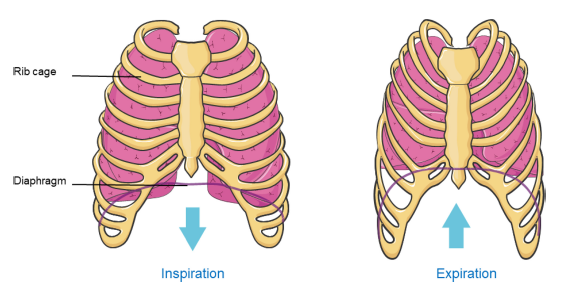 Rib cage
Diaphragm
Inspiration
Expiration